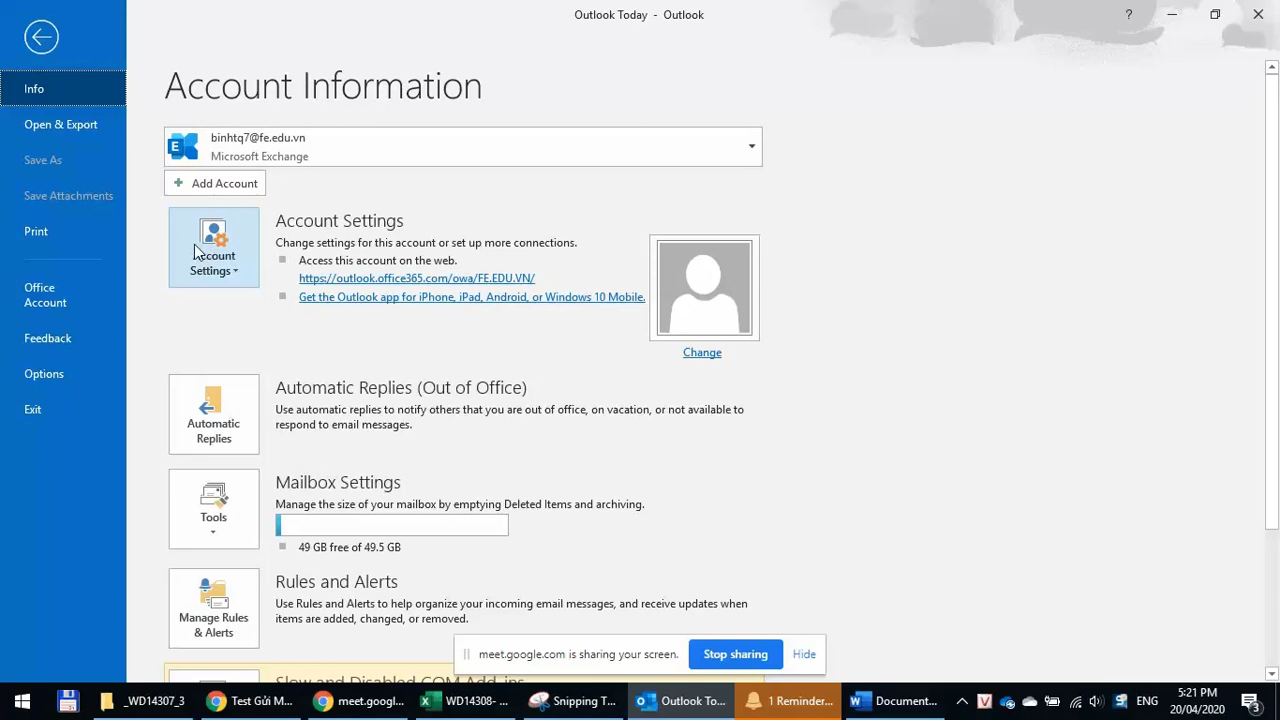 Outlook Today - Outlook
?
Info
Open & Export
Save As
Save Attachments
Print
Office
Account
Feedback
Options
Exit
Account Information
E
binhtq7@fe.edu.vn
Microsoft Exchange
+ Add Account
Account
Settings
Account Settings
Change settings for this account or set up more connections.
Access this account on the web.
https://outlook.office365.com/owa/FE.EDU.VN/
Get the Outlook app for iPhone, iPad, Android, or Windows 10 Mobile.
Change
Automatic
Replies
Automatic Replies (Out of Office)
Use automatic replies to notify others that you are out of office, on vacation, or not available to
respond to email messages.
Tools
Mailbox Settings
Manage the size of your mailbox by emptying Deleted Items and archiving.
49 GB free of 49.5 GB
Manage Rules
& Alerts
Rules and Alerts
Use Rules and Alerts to help organize your incoming email messages, and receive updates when
items are added, changed, or removed.
meet.google.com is sharing your screen.
Stop sharing
Hide
Slow and Disabled COM Add-ins
_WD14307_3
Test Gửi M...
meet.google....
WD14308- ...
Snipping T...
Outlook To...
1 Reminder...
Document...
ENG
5:21 PM
20/04/2020
3